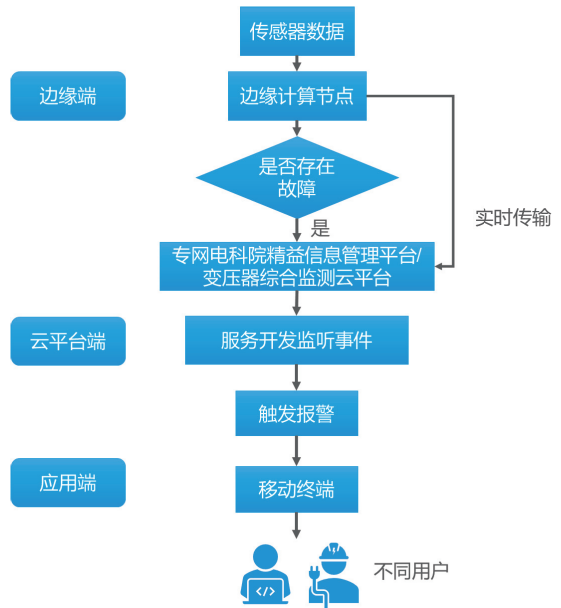 传感器数据
边缘端
边缘计算节点
是否存在
故障
实时传输
是
专网电科院精益信息管理平台/
变压器综合监测云平台
云平台端
服务开发监听事件
触发报警
应用端
移动终端
</>
不同用户